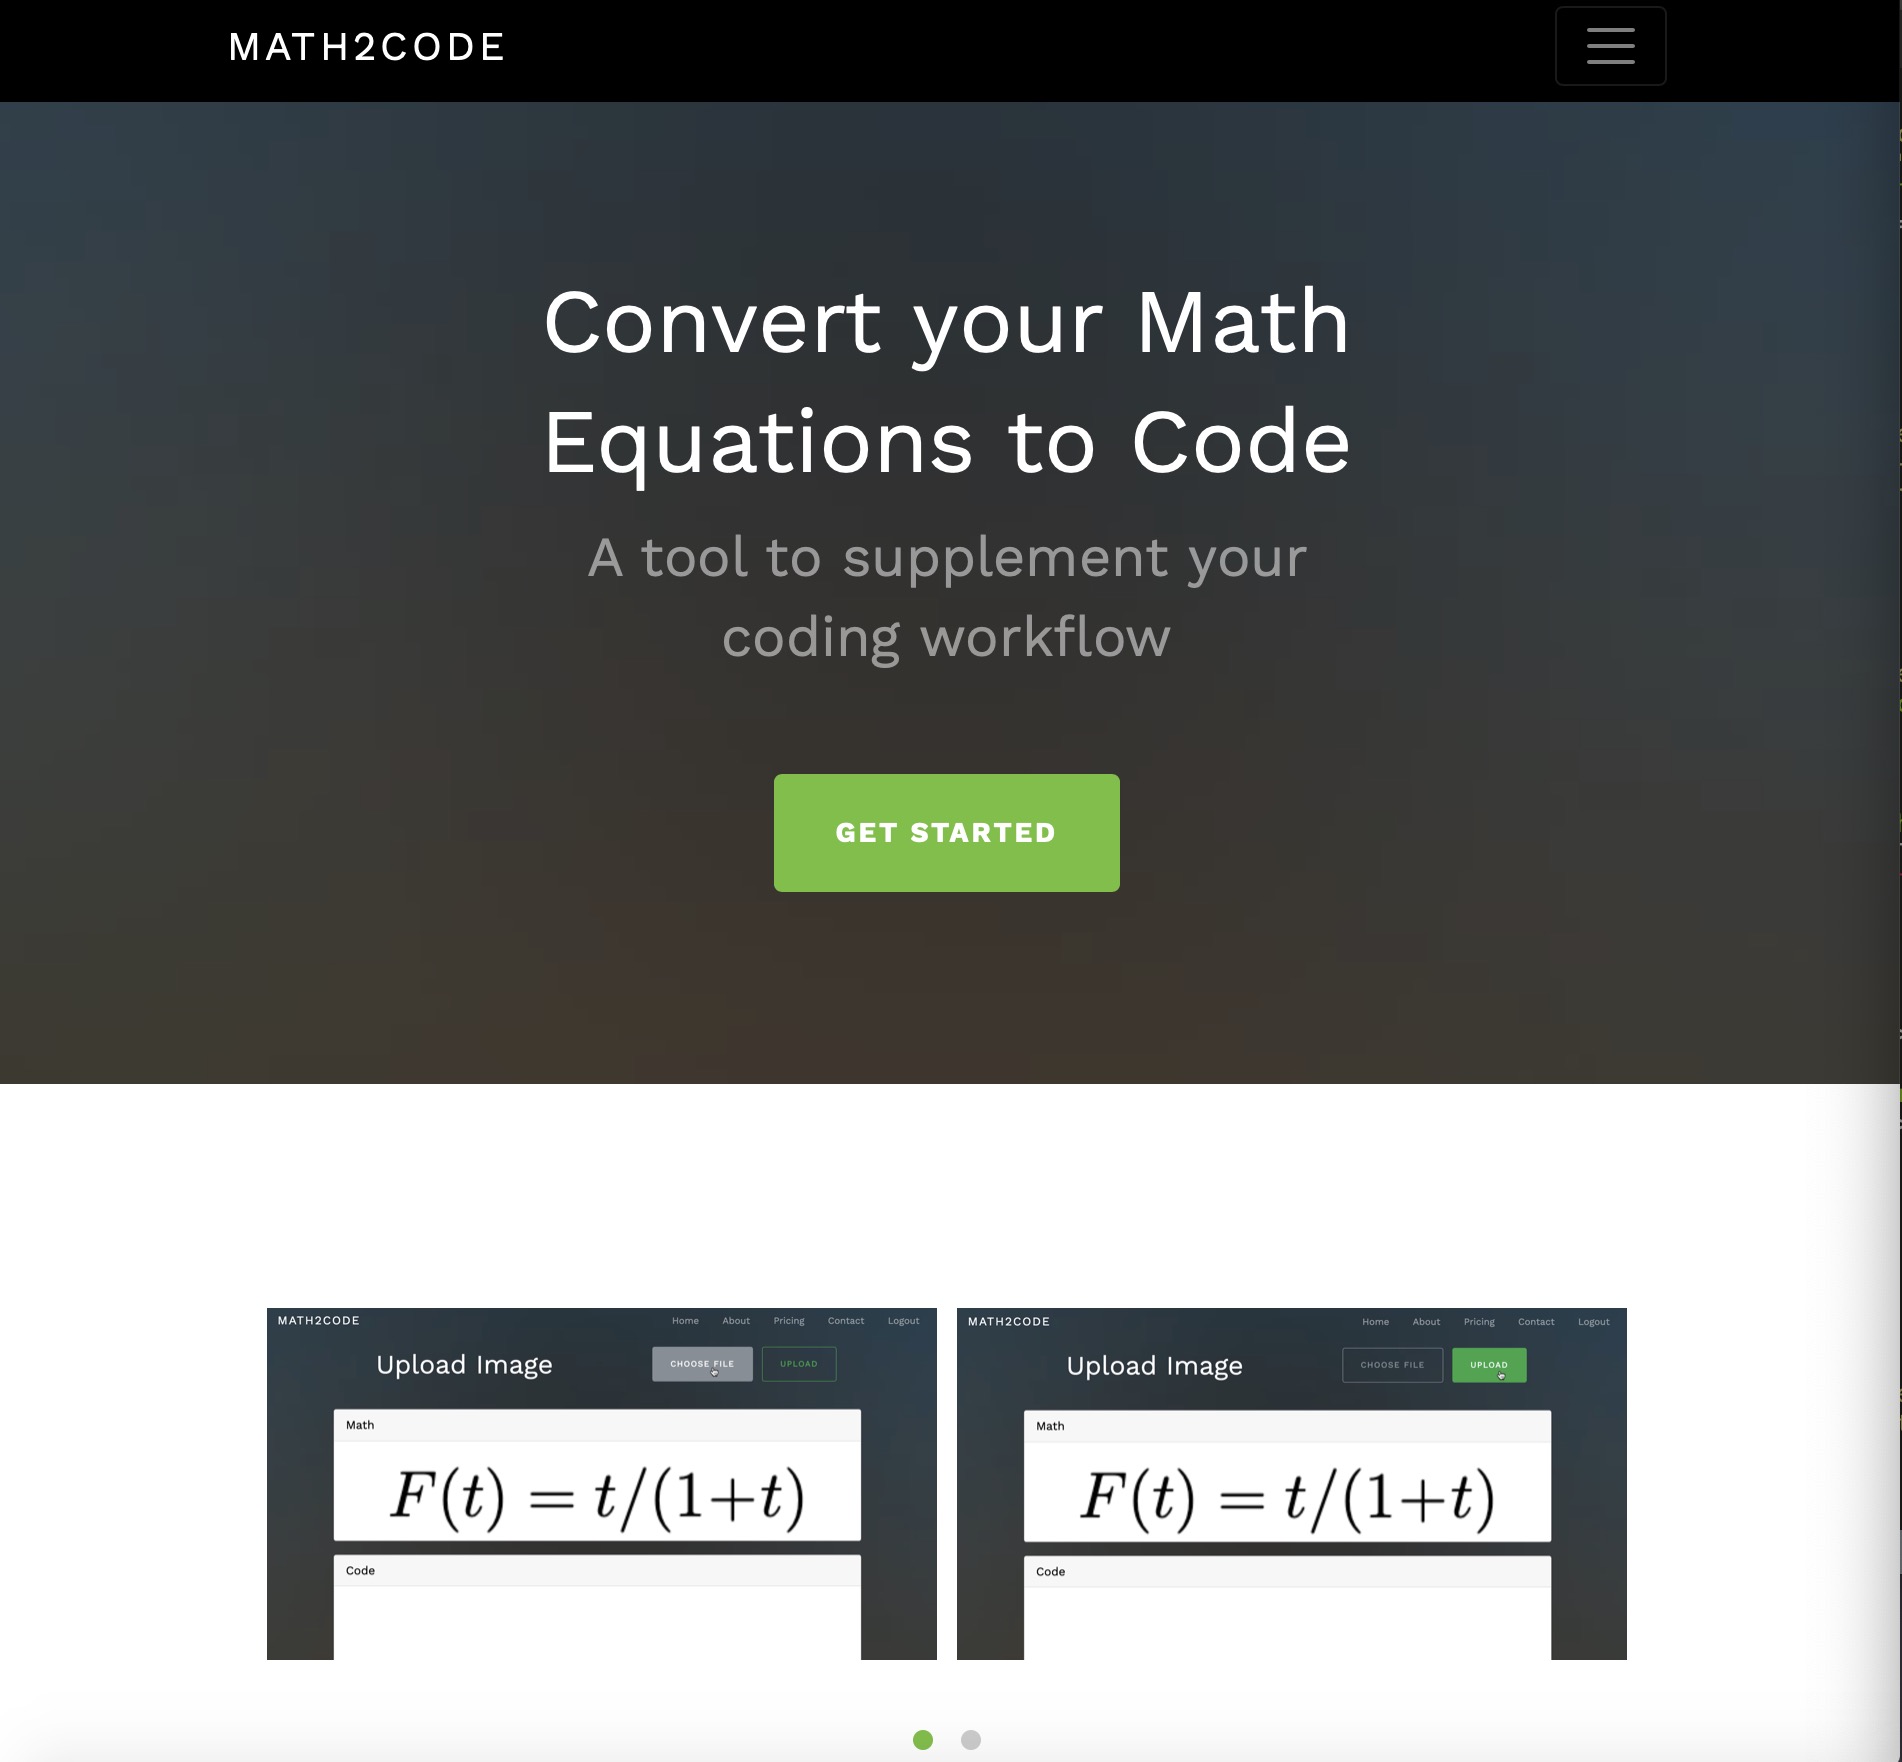 MATH2CODE
Convert your Math
Equations to Code
A tool to supplement your
coding workflow
GET STARTED
MATH2CODE
Home About Pricing Contact Logout
Upload Image
CHOOSE FILE
UPLOAD
Math
F(t) = t/(1+t)
Code
MATH2CODE
Home About Pricing Contact Logout
Upload Image
CHOOSE FILE
UPLOAD
Math
F(t) = t/(1+t)
Code